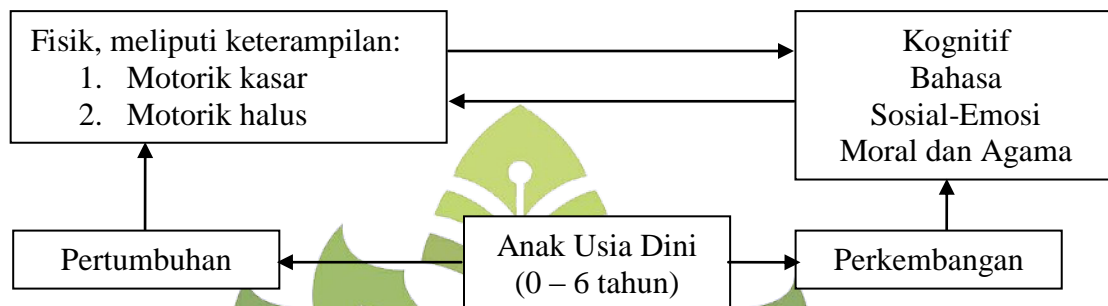 Fisik, meliputi keterampilan:
1. Motorik kasar
2. Motorik halus
Kognitif
Bahasa
Sosial-Emosi
Moral dan Agama
Pertumbuhan
Anak Usia Dini
(0 – 6 tahun)
Perkembangan